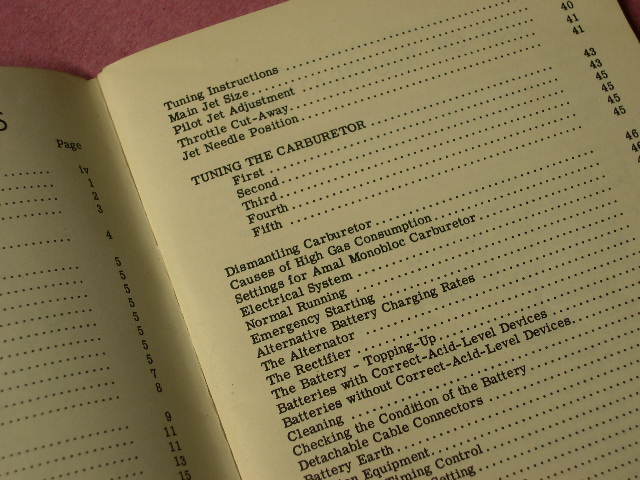 S
Page
iv
1
2
3
4
5
5
5
5
5
5
5
5
7
8
9
11
11
13
15
Tuning Instructions
Main Jet Size
Pilot Jet Adjustment 40
Throttle Cut-Away 41
Jet Needle Position 41
TUNING THE CARBURETOR 43
First 43
Second 45
Third 45
Fourth 45
Fifth 45
Dismantling Carburetor 46
Causes of High Gas Consumption 46
Settings for Amal Monobloc Carburetor
Electrical System
Normal Running
Emergency Starting
Alternative Battery Charging Rates
The Alternator
The Rectifier
The Battery - Topping-Up
Batteries with Correct-Acid-Level Devices
Batteries without Correct-Acid-Level Devices
Cleaning
Checking the Condition of the Battery
Detachable Cable Connectors
Battery Earth
Equipment
Timing Control
Setting